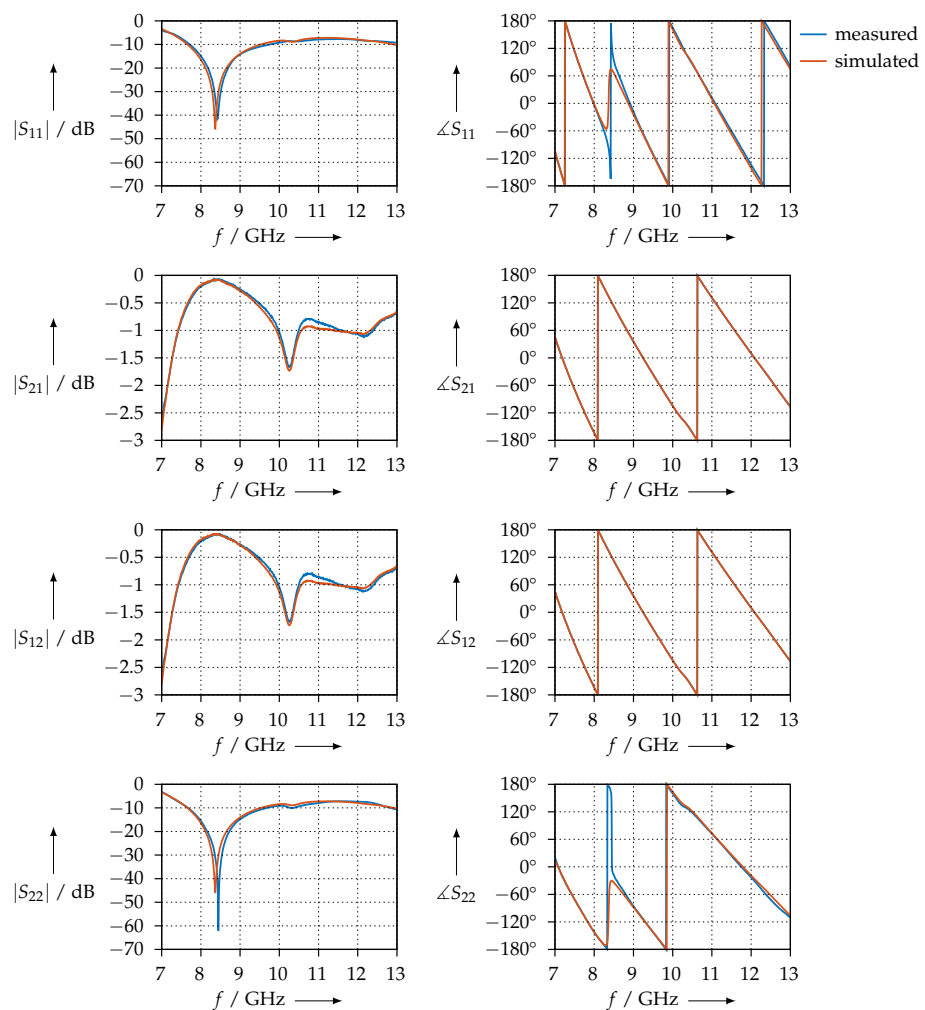 0
−10
−20
−30
−40
−50
−60
−70
|S11| / dB
7 8 9 10 11 12 13
f / GHz
180°
120°
60°
0°
−60°
−120°
−180°
∡S11
7 8 9 10 11 12 13
f / GHz
measured
simulated
0
−0.5
−1
−1.5
−2
−2.5
−3
|S21| / dB
7 8 9 10 11 12 13
f / GHz
180°
120°
60°
0°
−60°
−120°
−180°
∡S21
7 8 9 10 11 12 13
f / GHz
0
−0.5
−1
−1.5
−2
−2.5
−3
|S12| / dB
7 8 9 10 11 12 13
f / GHz
180°
120°
60°
0°
−60°
−120°
−180°
∡S12
7 8 9 10 11 12 13
f / GHz
0
−10
−20
−30
−40
−50
−60
−70
|S22| / dB
7 8 9 10 11 12 13
f / GHz
180°
120°
60°
0°
−60°
−120°
−180°
∡S22
7 8 9 10 11 12 13
f / GHz